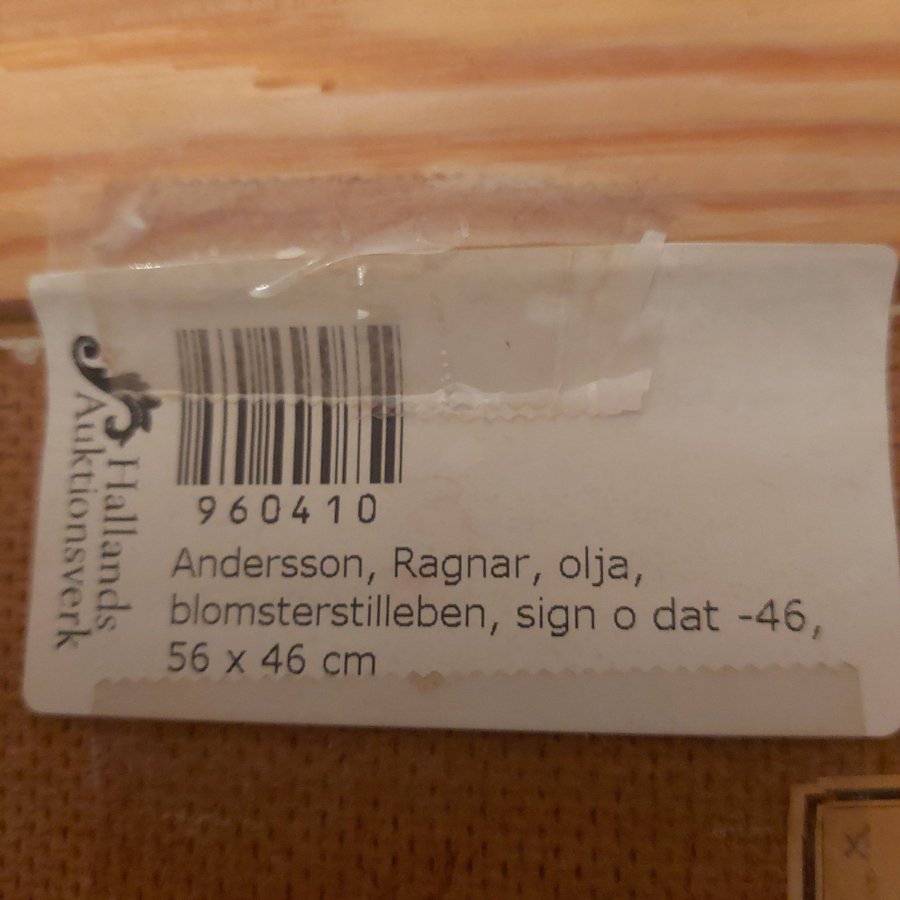 Hallands
Auktionsverk
960410
Andersson, Ragnar, olja,
blomsterstilleben, sign o dat -46,
56 x 46 cm
x